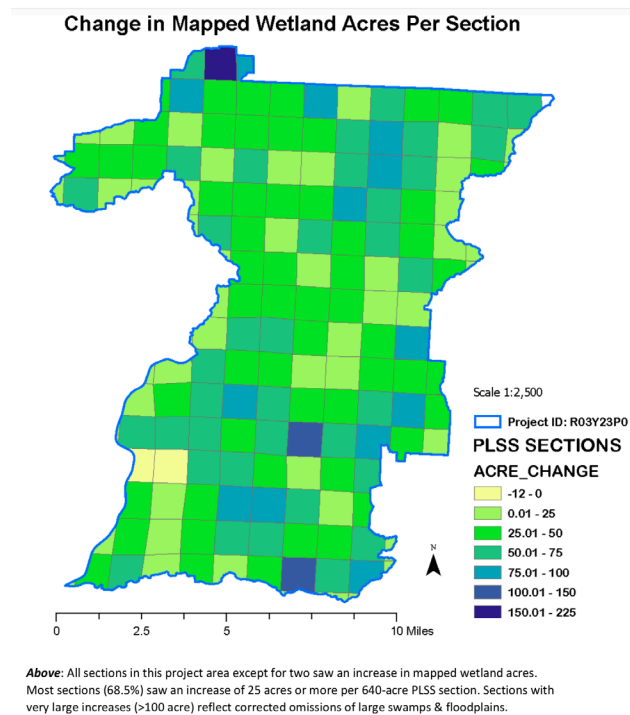 Change in Mapped Wetland Acres Per Section
Scale 1:2,500
Project ID: R03Y23P0
PLSS SECTIONS
ACRE_CHANGE
-12 - 0
0.01 - 25
25.01 - 50
50.01 - 75
75.01 - 100
100.01 - 150
150.01 - 225
N
0 2.5 5 10 Miles
Above: All sections in this project area except for two saw an increase in mapped wetland acres.
Most sections (68.5%) saw an increase of 25 acres or more per 640-acre PLSS section. Sections with
very large increases (>100 acre) reflect corrected omissions of large swamps & floodplains.